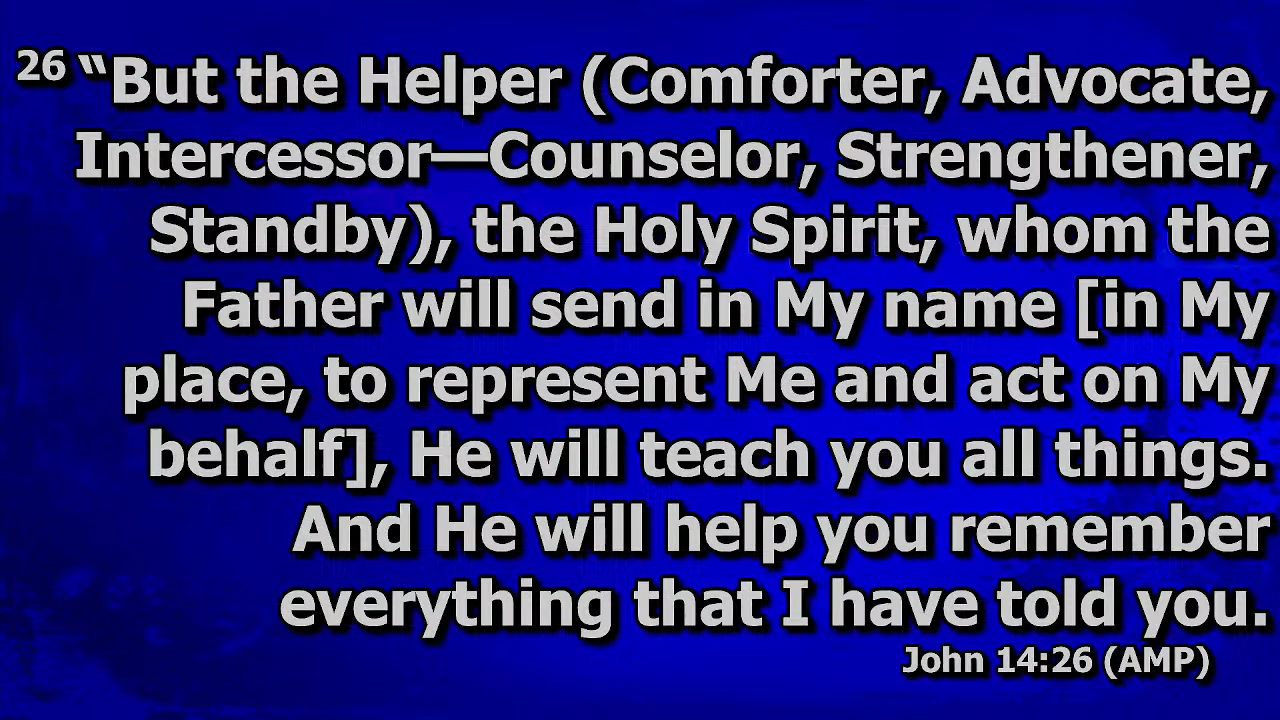 26 “But the Helper (Comforter, Advocate,
Intercessor—Counselor, Strengthener,
Standby), the Holy Spirit, whom the
Father will send in My name [in My
place, to represent Me and act on My
behalf], He will teach you all things.
And He will help you remember
everything that I have told you.
John 14:26 (AMP)